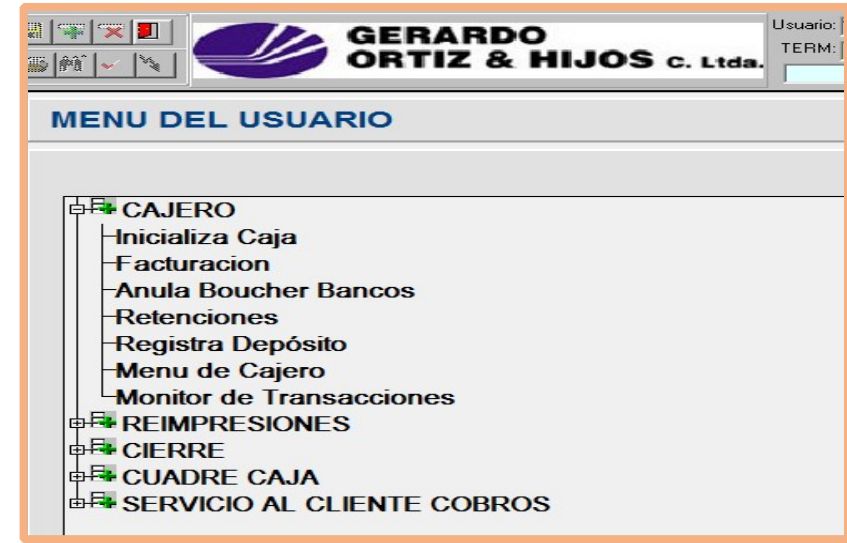 GERARDO
ORTIZ & HIJOS C. Ltda.
Usuario:
TERM:
MENU DEL USUARIO
CAJERO
Inicializa Caja
Facturacion
Anula Boucher Bancos
Retenciones
Registra Depósito
Menu de Cajero
Monitor de Transacciones
REIMPRESIONES
CIERRE
CUADRE CAJA
SERVICIO AL CLIENTE COBROS